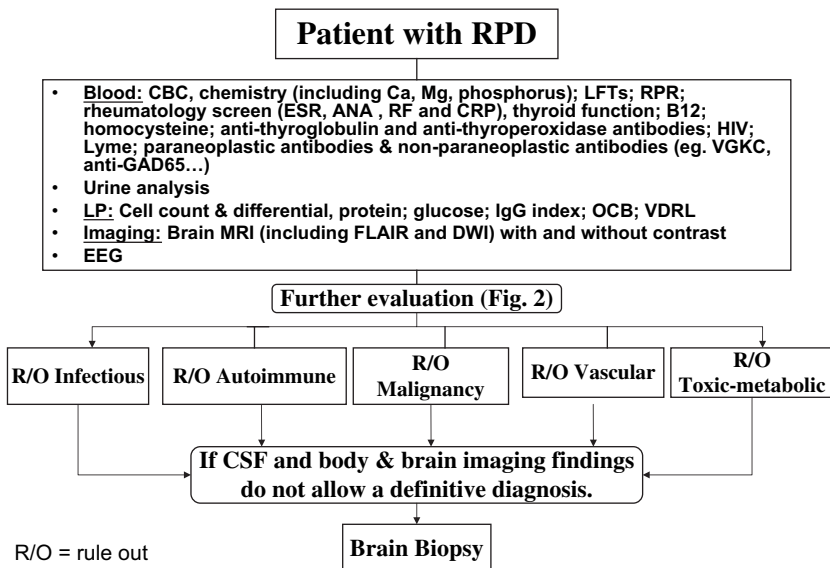 Patient with RPD
• Blood: CBC, chemistry (including Ca, Mg, phosphorus); LFTs; RPR;
rheumatology screen (ESR, ANA , RF and CRP), thyroid function; B12;
homocysteine; anti-thyroglobulin and anti-thyroperoxidase antibodies; HIV;
Lyme; paraneoplastic antibodies & non-paraneoplastic antibodies (eg. VGKC,
anti-GAD65…)
• Urine analysis
• LP: Cell count & differential, protein; glucose; IgG index; OCB; VDRL
• Imaging: Brain MRI (including FLAIR and DWI) with and without contrast
• EEG
Further evaluation (Fig. 2)
R/O Infectious
R/O Autoimmune
R/O
Malignancy
R/O Vascular
R/O
Toxic-metabolic
If CSF and body & brain imaging findings
do not allow a definitive diagnosis.
Brain Biopsy
R/O = rule out